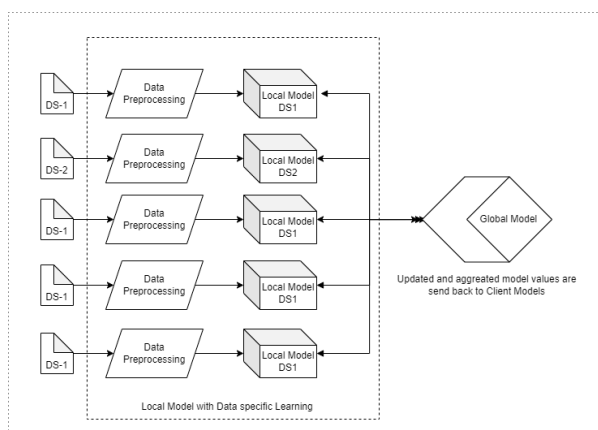 DS-1
Data
Preprocessing
Local Model
DS1
DS-2
Data
Preprocessing
Local Model
DS2
DS-1
Data
Preprocessing
Local Model
DS1
Global Model
DS-1
Data
Preprocessing
Local Model
DS1
Updated and aggreated model values are
send back to Client Models
DS-1
Data
Preprocessing
Local Model
DS1
Local Model with Data specific Learning